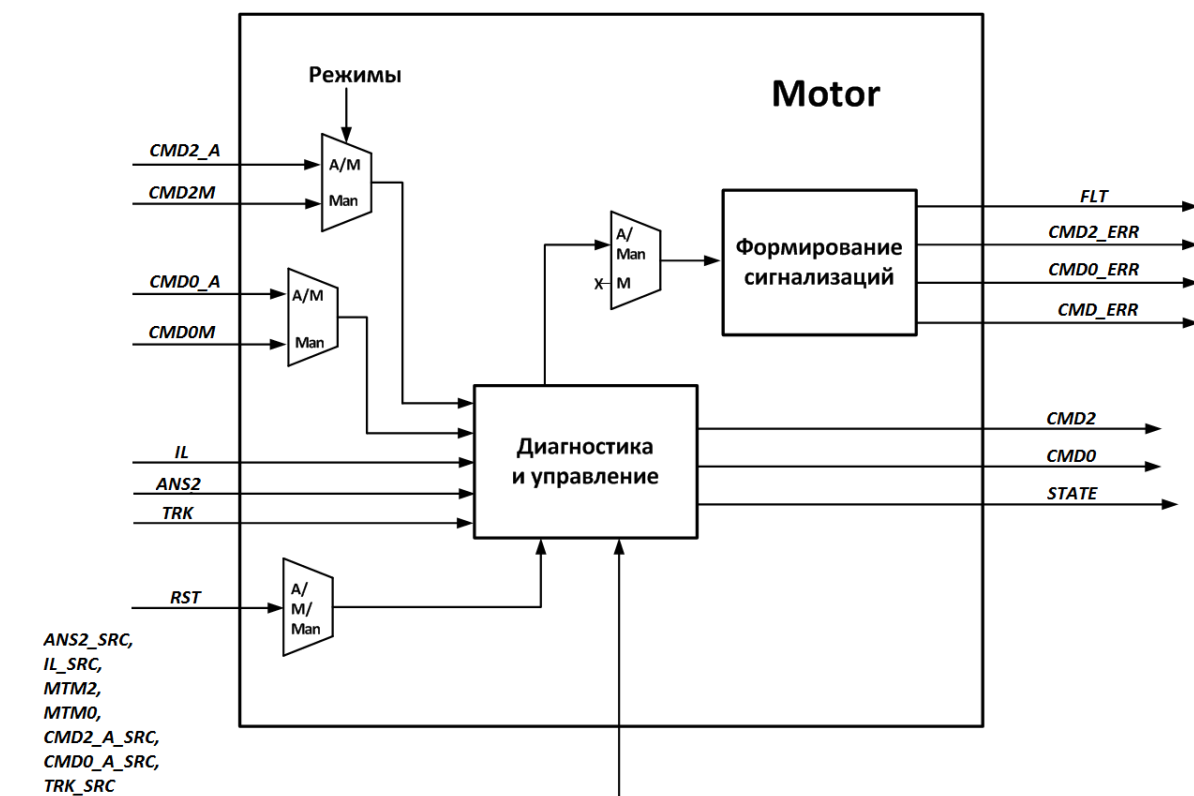 Режимы
Motor
CMD2_A
A/M
CMD2M
Man
FLT
A/
Man
X
M
Формирование
сигнализаций
CMD2_ERR
CMD0_ERR
CMD_ERR
CMD0_A
A/M
CMD0M
Man
Диагностика
и управление
CMD2
CMD0
STATE
IL
ANS2
TRK
RST
A/
M/
Man
ANS2_SRC,
IL_SRC,
MTM2,
MTM0,
CMD2_A_SRC,
CMD0_A_SRC,
TRK_SRC